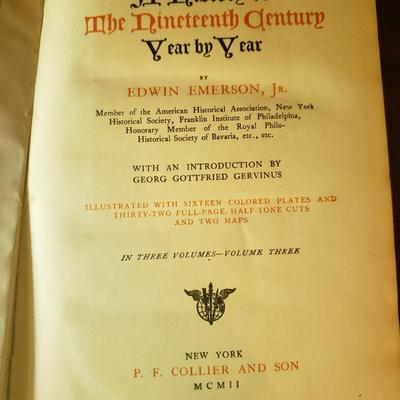 A History of
The Nineteenth Century
Year by Year
BY
EDWIN EMERSON, Jr.
Member of the American Historical Association, New York
Historical Society, Franklin Institute of Philadelphia,
Honorary Member of the Royal Philo-
Historical Society of Bavaria, etc., etc.
WITH AN INTRODUCTION BY
GEORG GOTTFRIED GERVINUS
ILLUSTRATED WITH SIXTEEN COLORED PLATES AND
THIRTY-TWO FULL-PAGE, HALF-TONE CUTS
AND TWO MAPS
IN THREE VOLUMES—VOLUME THREE
NEW YORK
P. F. COLLIER AND SON
MCMII